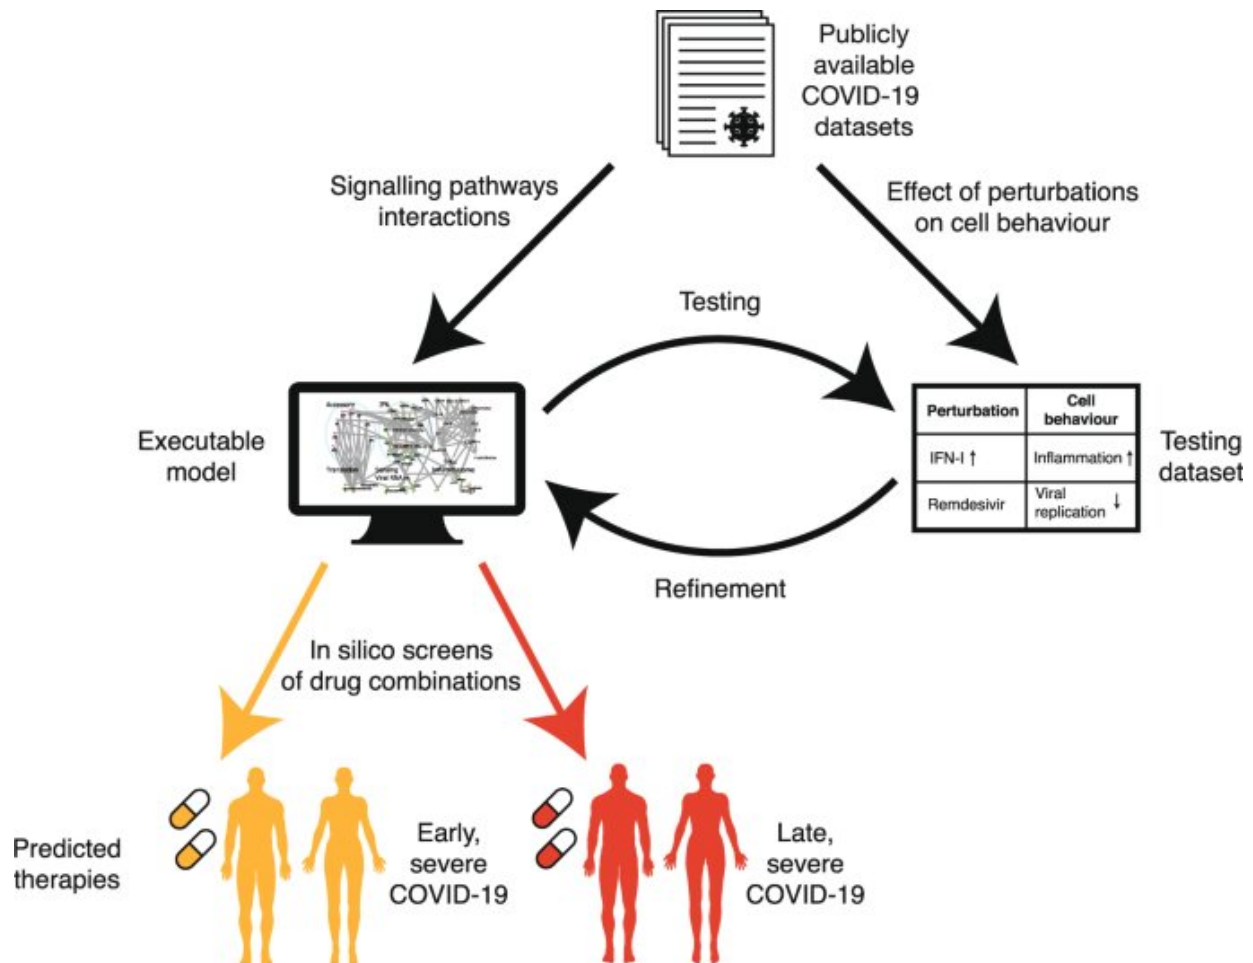 Publicly
available
COVID-19
datasets
Signalling pathways
interactions
Effect of perturbations
on cell behaviour
Testing
Executable
model
Perturbation
Cell
behaviour
IFN-I ↑
Inflammation ↑
Remdesivir
Viral
replication ↓
Testing
dataset
Refinement
In silico screens
of drug combinations
Predicted
therapies
Early,
severe
COVID-19
Late,
severe
COVID-19